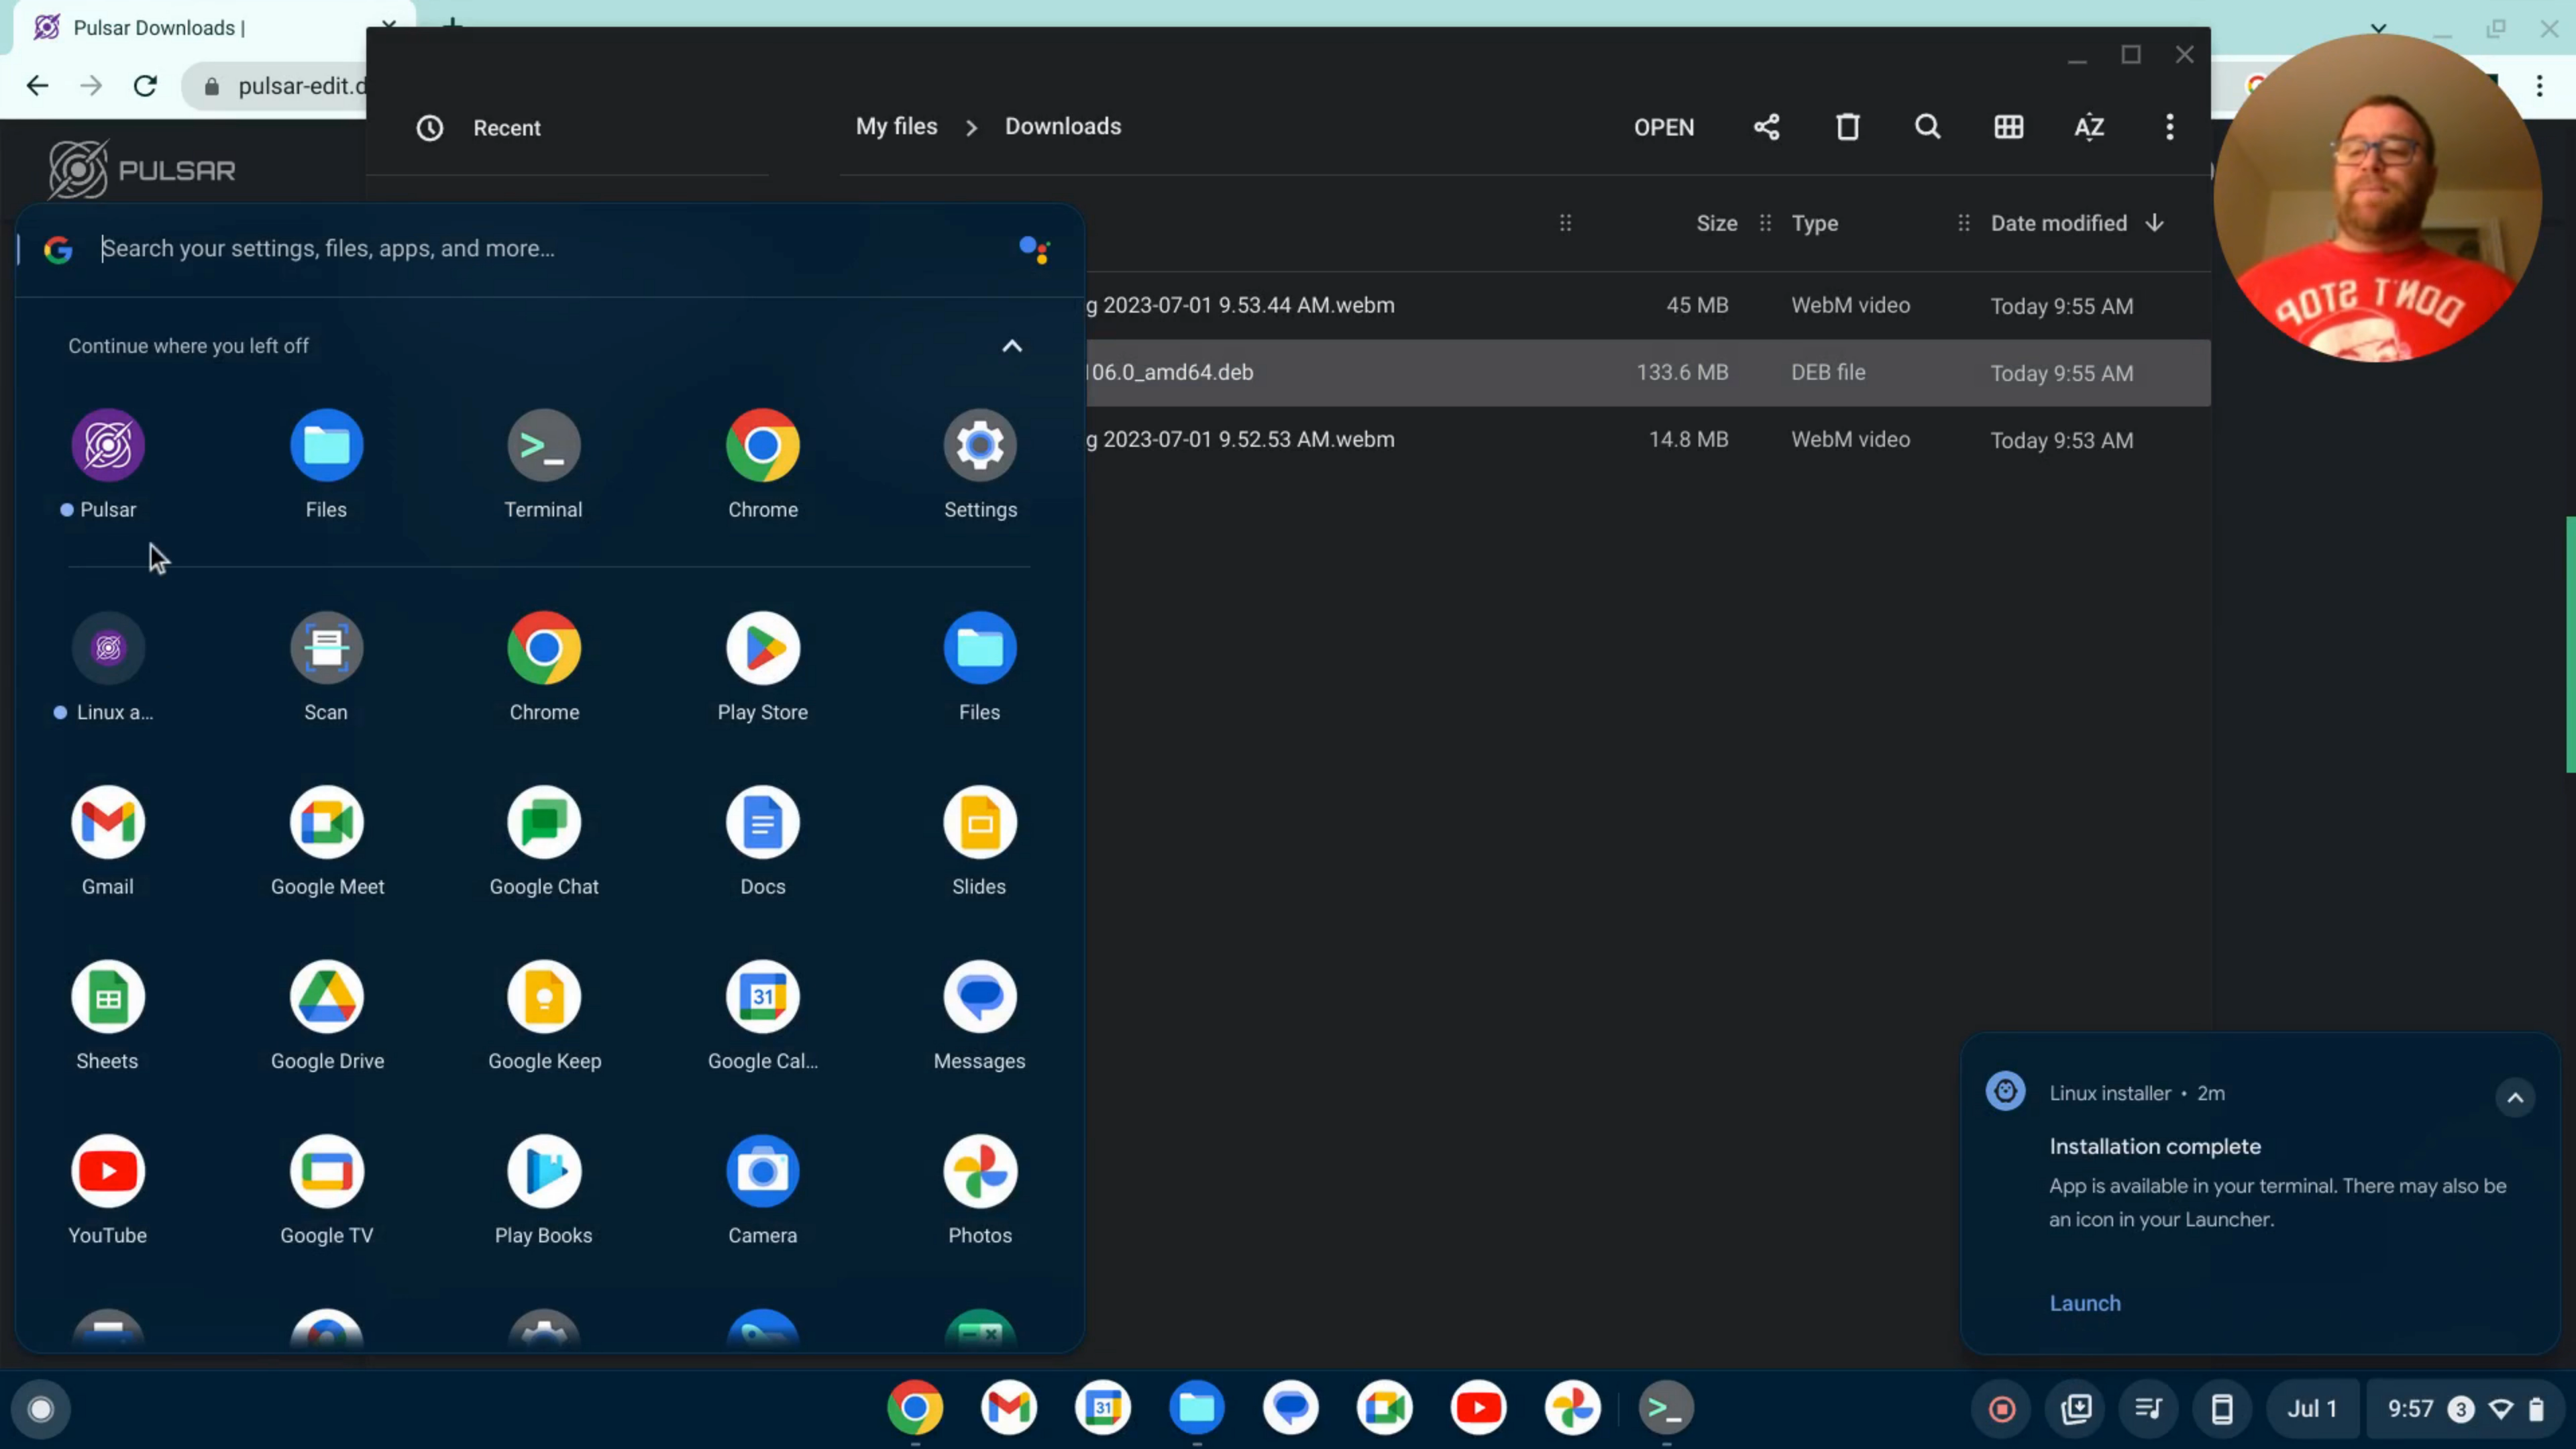 Pulsar Downloads |
pulsar-edit.d
PULSAR
Recent
My files
Downloads
OPEN
Size
Type
Date modified
g 2023-07-01 9.53.44 AM.webm
45 MB
WebM video
Today 9:55 AM
106.0_amd64.deb
133.6 MB
DEB file
Today 9:55 AM
g 2023-07-01 9.52.53 AM.webm
14.8 MB
WebM video
Today 9:53 AM
DON'T STOP
Search your settings, files, apps, and more...
Continue where you left off
Pulsar
Files
Terminal
Chrome
Settings
Linux a...
Scan
Chrome
Play Store
Files
Gmail
Google Meet
Google Chat
Docs
Slides
31
Sheets
Google Drive
Google Keep
Google Cal...
Messages
YouTube
Google TV
Play Books
Camera
Photos
Linux installer • 2m
Installation complete
App is available in your terminal. There may also be
an icon in your Launcher.
Launch
31
Jul 1
9:57
3